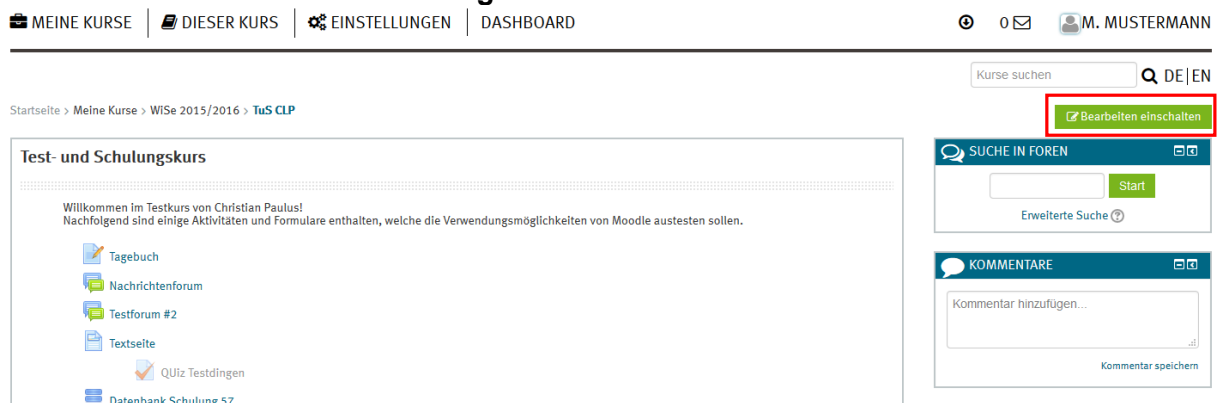 MEINE KURSE DIESER KURS EINSTELLUNGEN DASHBOARD 0 M. MUSTERMANN
Kurse suchen DE|EN
Startseite > Meine Kurse > WiSe 2015/2016 > TuS CLP
Bearbeiten einschalten
Test- und Schulungskurs
Willkommen im Testkurs von Christian Paulus!
Nachfolgend sind einige Aktivitäten und Formulare enthalten, welche die Verwendungsmöglichkeiten von Moodle austesten sollen.
Tagebuch
Nachrichtenforum
Testforum #2
Textseite
QUiz Testdingen
Datenbank Schulung 57
SUCHE IN FOREN
Start
Erweiterte Suche
KOMMENTARE
Kommentar hinzufügen...
Kommentar speichern